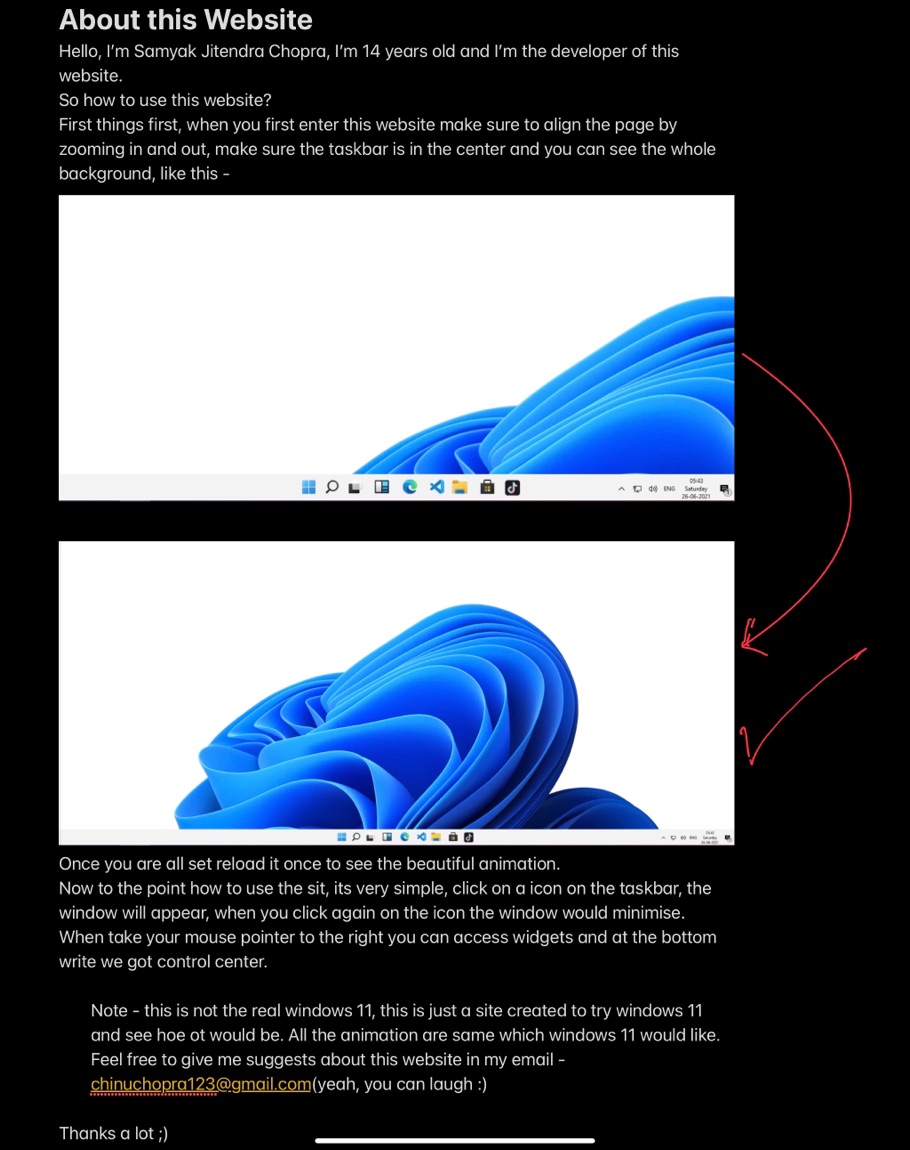 About this Website
Hello, I'm Samyak Jitendra Chopra, I'm 14 years old and I'm the developer of this
website.
So how to use this website?
First things first, when you first enter this website make sure to align the page by
zooming in and out, make sure the taskbar is in the center and you can see the whole
background, like this -
05:43
ENG Saturday
26-06-2021
Once you are all set reload it once to see the beautiful animation.
Now to the point how to use the sit, its very simple, click on a icon on the taskbar, the
window will appear, when you click again on the icon the window would minimise.
When take your mouse pointer to the right you can access widgets and at the bottom
write we got control center.
Note - this is not the real windows 11, this is just a site created to try windows 11
and see hoe ot would be. All the animation are same which windows 11 would like.
Feel free to give me suggests about this website in my email -
chinuchopra123@gmail.com(yeah, you can laugh :)
Thanks a lot ;)